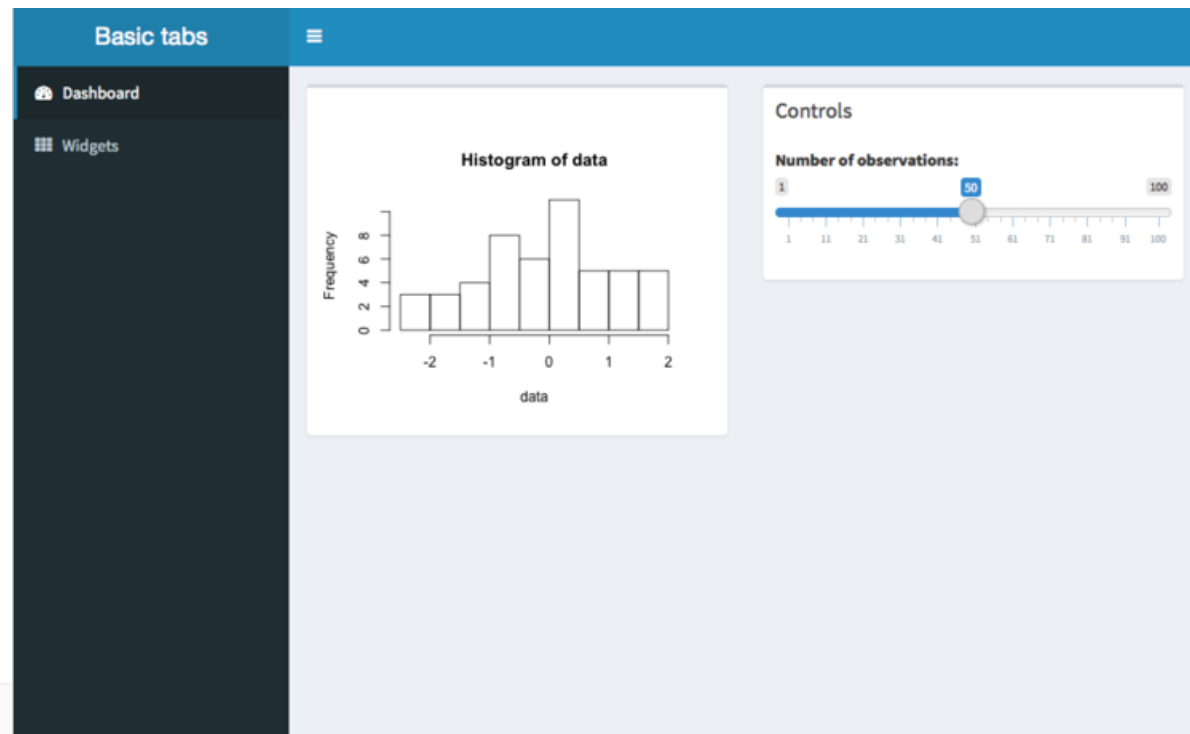 Basic tabs
Dashboard
Widgets
Histogram of data
Frequency
8
6
4
2
0
-2 -1 0 1 2
data
Controls
Number of observations:
1 50 100
1 11 21 31 41 51 61 71 81 91 100